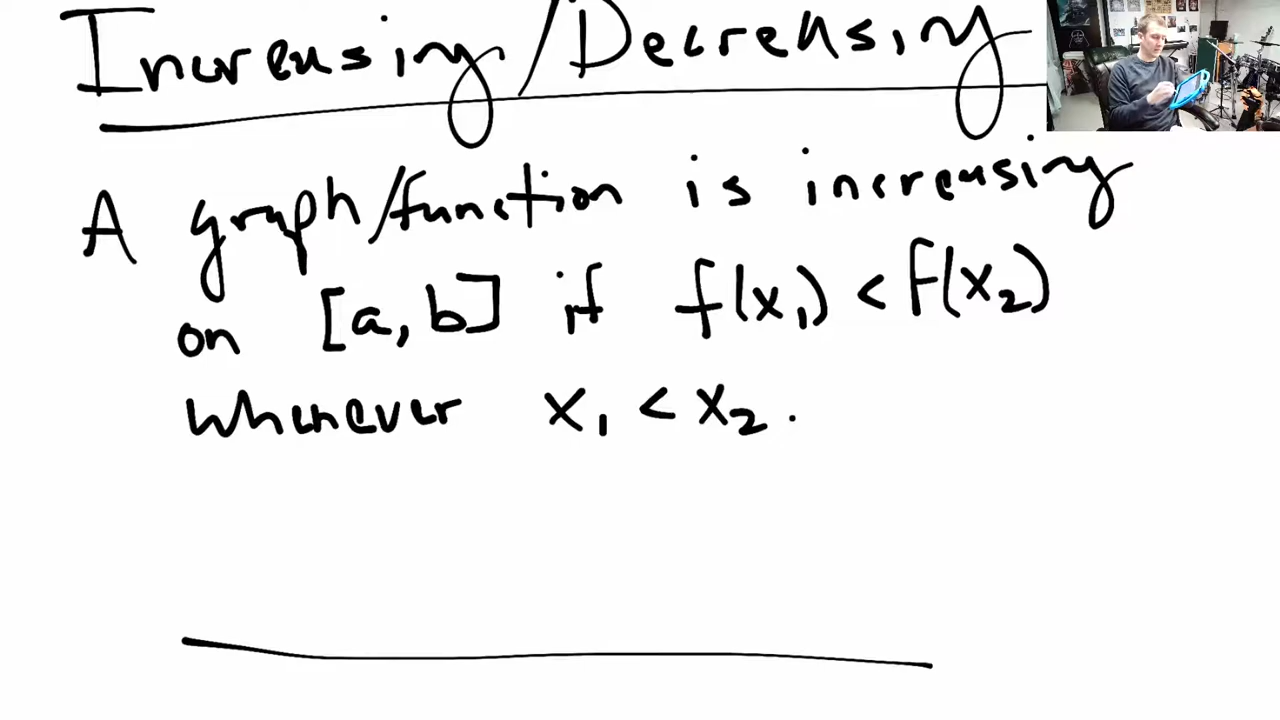 Increasing/Decreasing
A graph/function is increasing
on [a, b] if f(x₁) < f(x₂)
whenever x₁ < x₂.